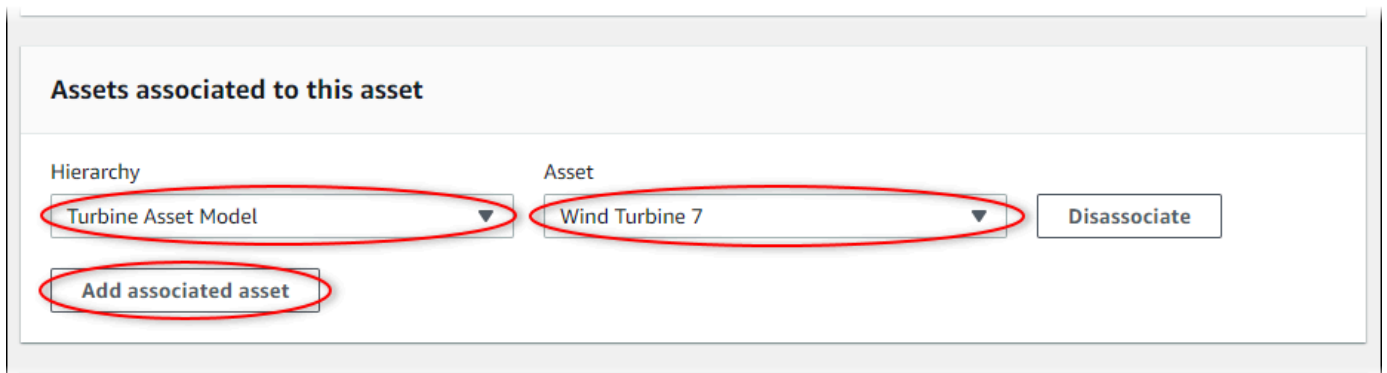 Assets associated to this asset
Hierarchy
Asset
Turbine Asset Model
Wind Turbine 7
Disassociate
Add associated asset